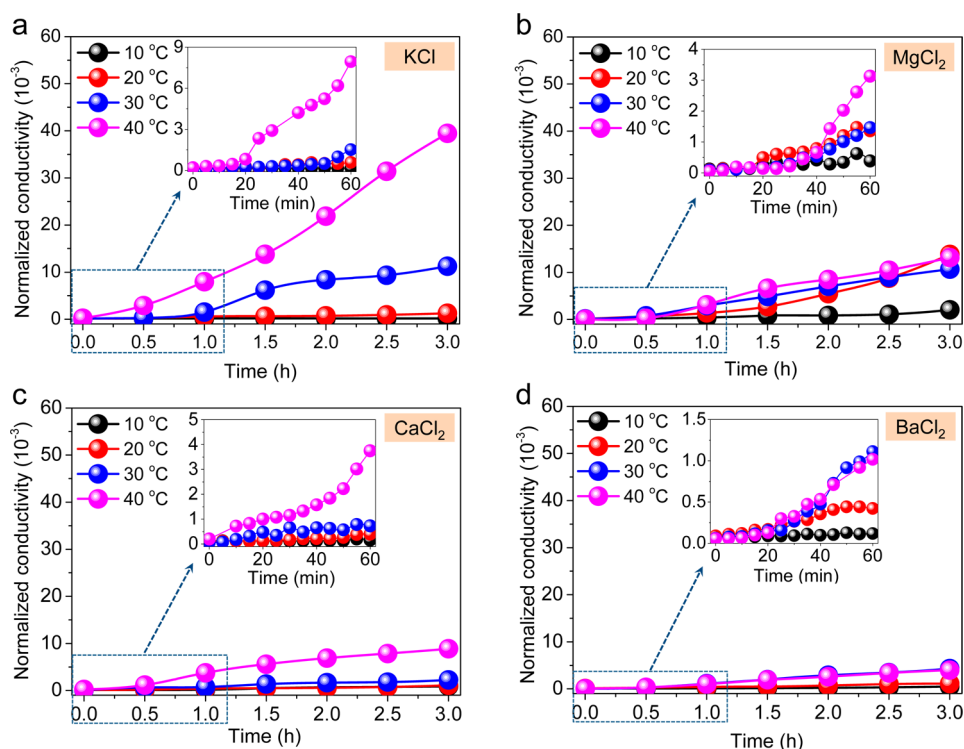 a
KCl
Normalized conductivity (10⁻³)
60
50
40
30
20
10
0
10 °C
20 °C
30 °C
40 °C
9
6
3
0
0 20 40 60
Time (min)
0.0 0.5 1.0 1.5 2.0 2.5 3.0
Time (h)
b
MgCl₂
Normalized conductivity (10⁻³)
60
50
40
30
20
10
0
10 °C
20 °C
30 °C
40 °C
4
3
2
1
0
0 20 40 60
Time (min)
0.0 0.5 1.0 1.5 2.0 2.5 3.0
Time (h)
c
CaCl₂
Normalized conductivity (10⁻³)
60
50
40
30
20
10
0
10 °C
20 °C
30 °C
40 °C
5
4
3
2
1
0
0 10 20 30 40 50 60
Time (min)
0.0 0.5 1.0 1.5 2.0 2.5 3.0
Time (h)
d
BaCl₂
Normalized conductivity (10⁻³)
60
50
40
30
20
10
0
10 °C
20 °C
30 °C
40 °C
1.5
1.0
0.5
0.0
0 20 40 60
Time (min)
0.0 0.5 1.0 1.5 2.0 2.5 3.0
Time (h)